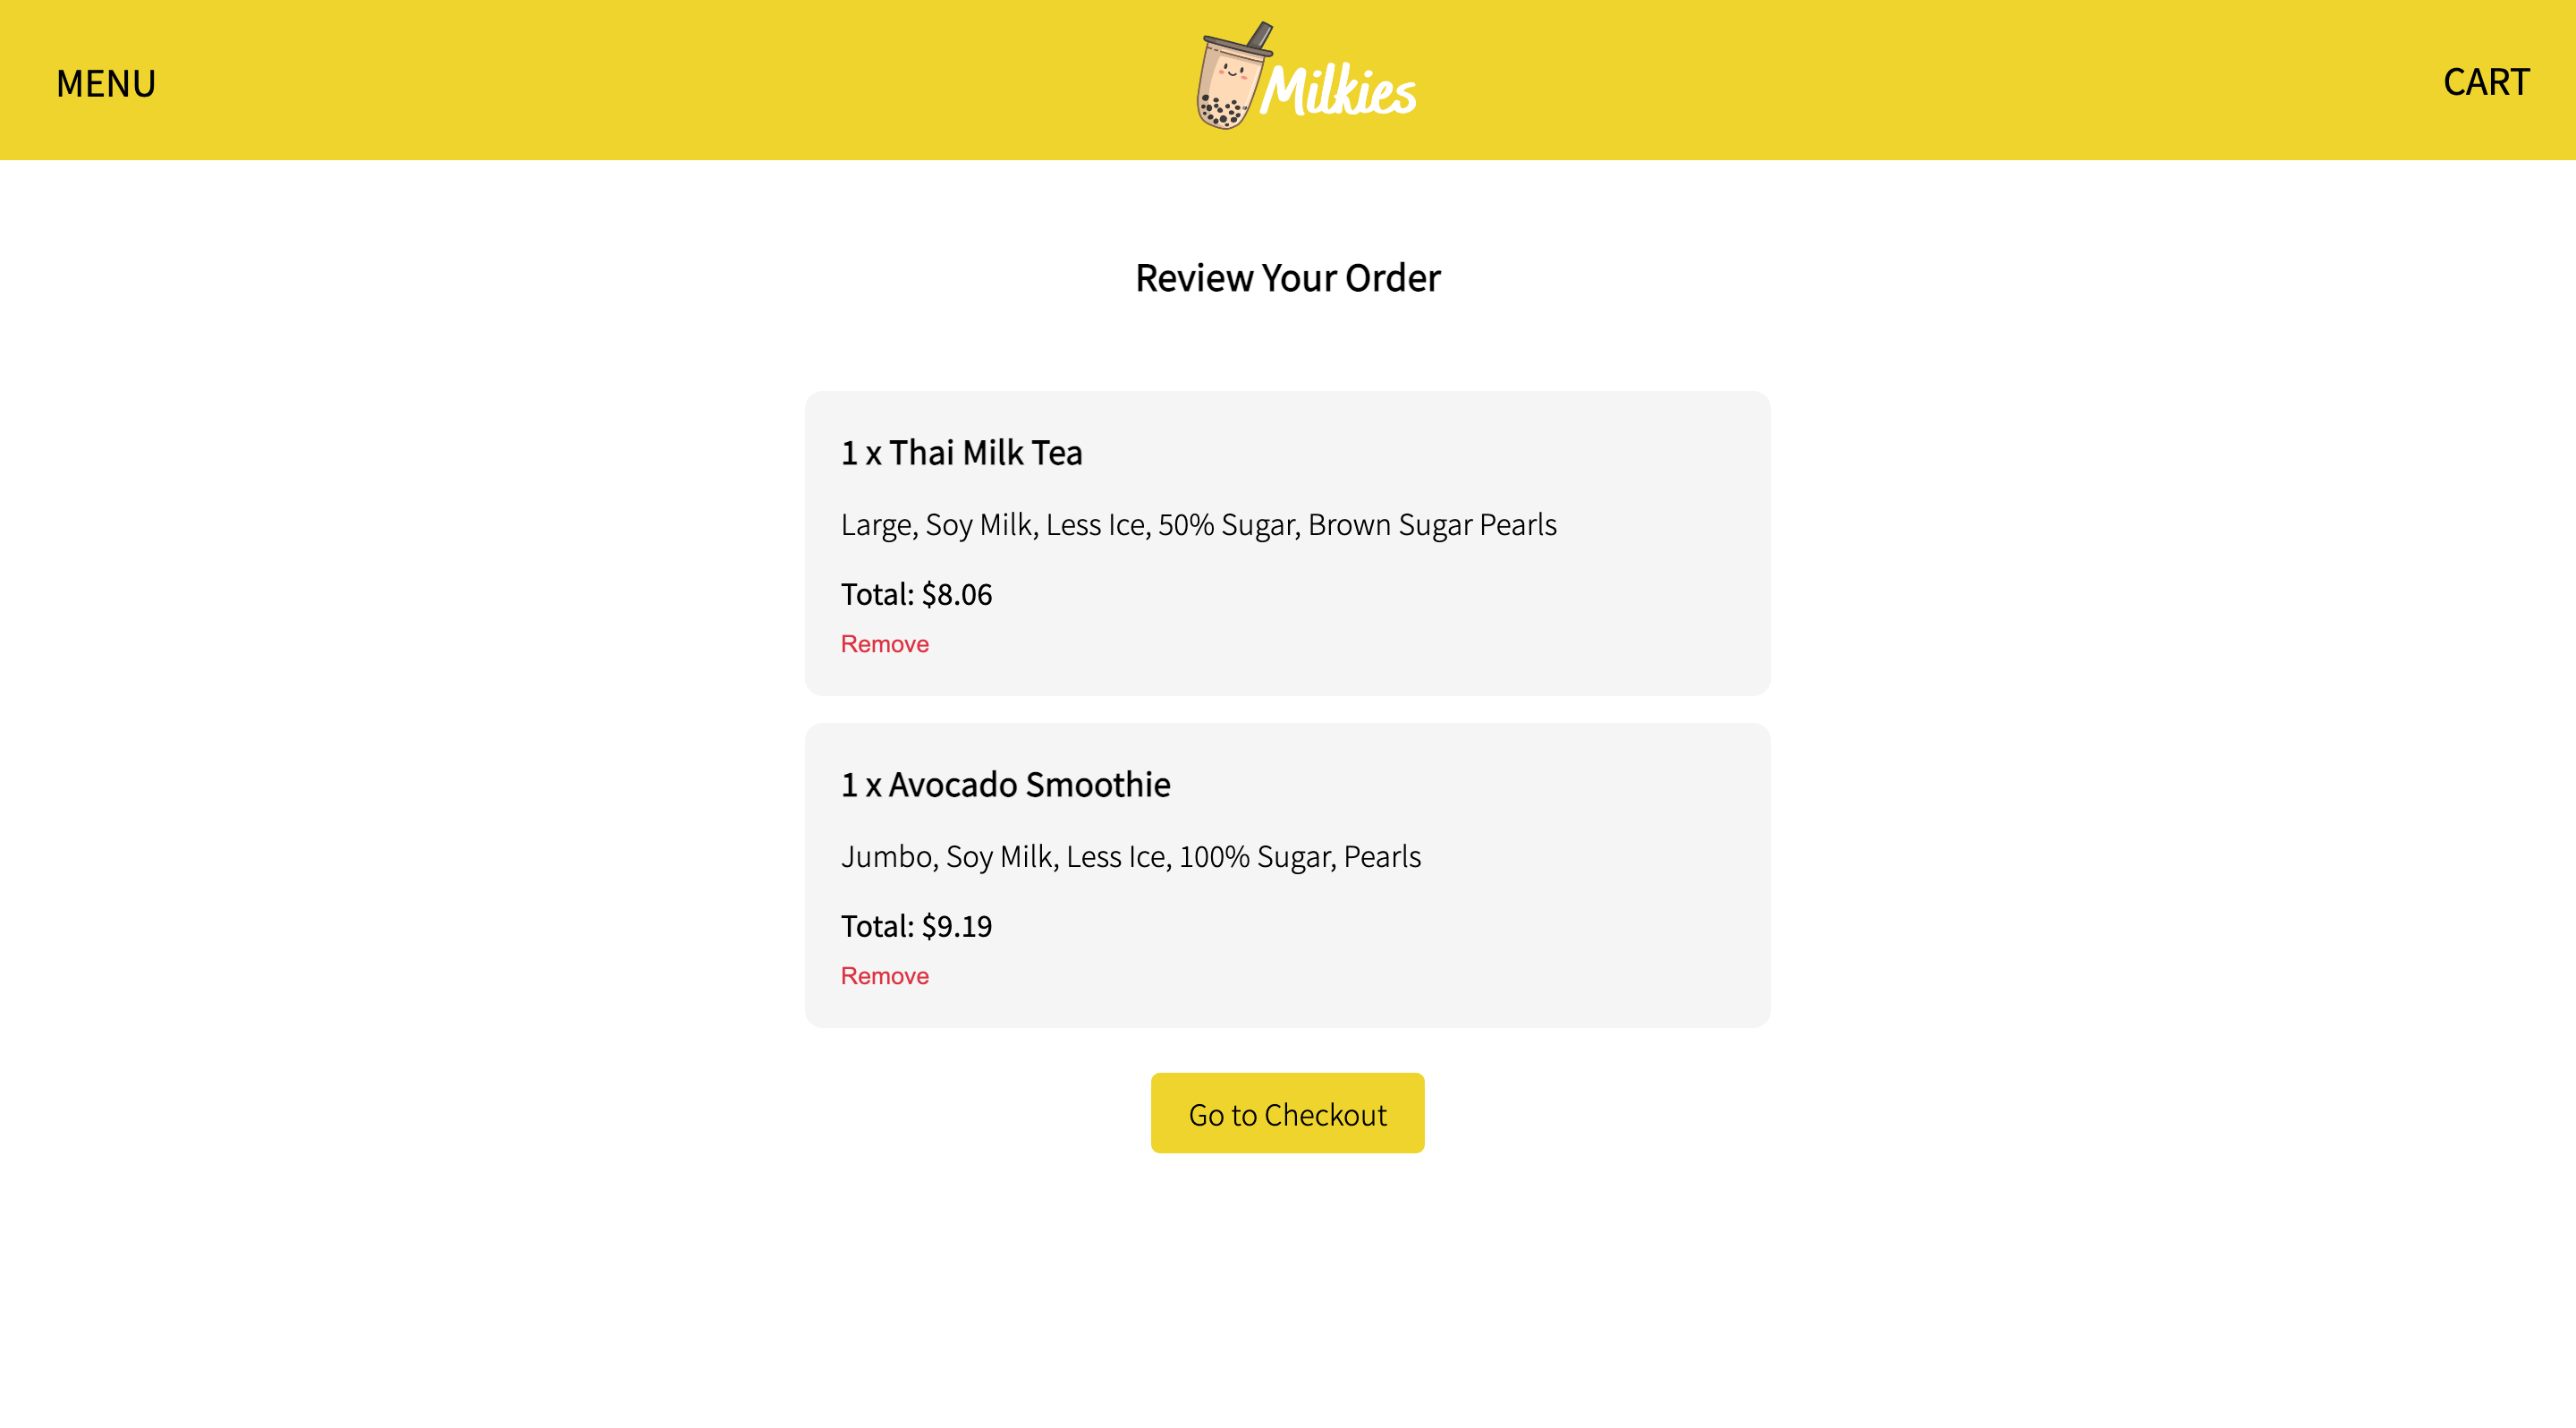 MENU
Milkies
CART
Review Your Order
1 x Thai Milk Tea
Large, Soy Milk, Less Ice, 50% Sugar, Brown Sugar Pearls
Total: $8.06
Remove
1 x Avocado Smoothie
Jumbo, Soy Milk, Less Ice, 100% Sugar, Pearls
Total: $9.19
Remove
Go to Checkout